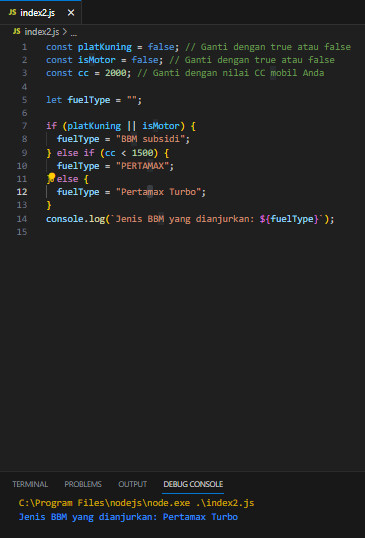 JS index2.js ×
JS index2.js > ...
1 const platKuning = false; // Ganti dengan true atau false
2 const isMotor = false; // Ganti dengan true atau false
3 const cc = 2000; // Ganti dengan nilai CC mobil Anda
4
5 let fuelType = "";
6
7 if (platKuning || isMotor) {
8 fuelType = "BBM subsidi";
9 } else if (cc < 1500) {
10 fuelType = "PERTAMAX";
11 } else {
12 fuelType = "Pertamax Turbo";
13 }
14 console.log(`Jenis BBM yang dianjurkan: ${fuelType}`);
15
TERMINAL PROBLEMS OUTPUT DEBUG CONSOLE
C:\Program Files\nodejs\node.exe .\index2.js
Jenis BBM yang dianjurkan: Pertamax Turbo